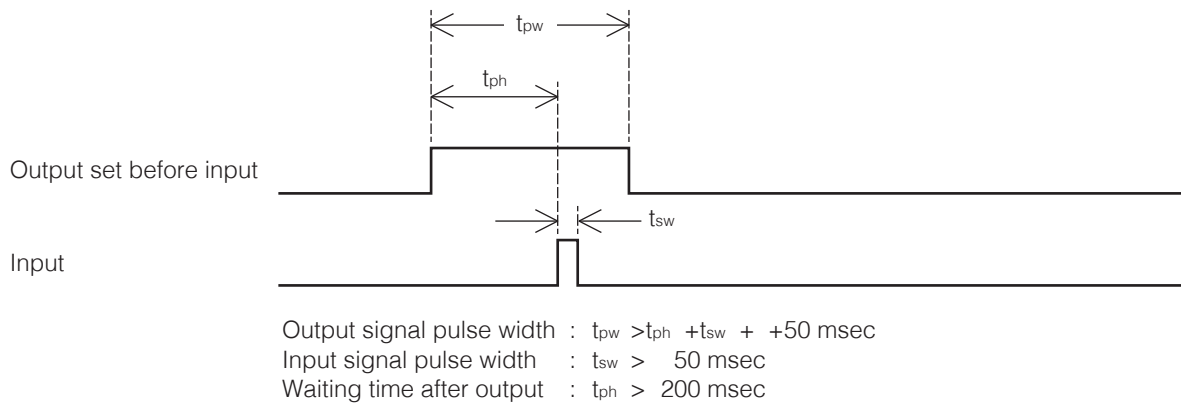 tpw
tph
Output set before input
tsw
Input
Output signal pulse width : tpw >tph +tsw + +50 msec
Input signal pulse width : tsw > 50 msec
Waiting time after output : tph > 200 msec